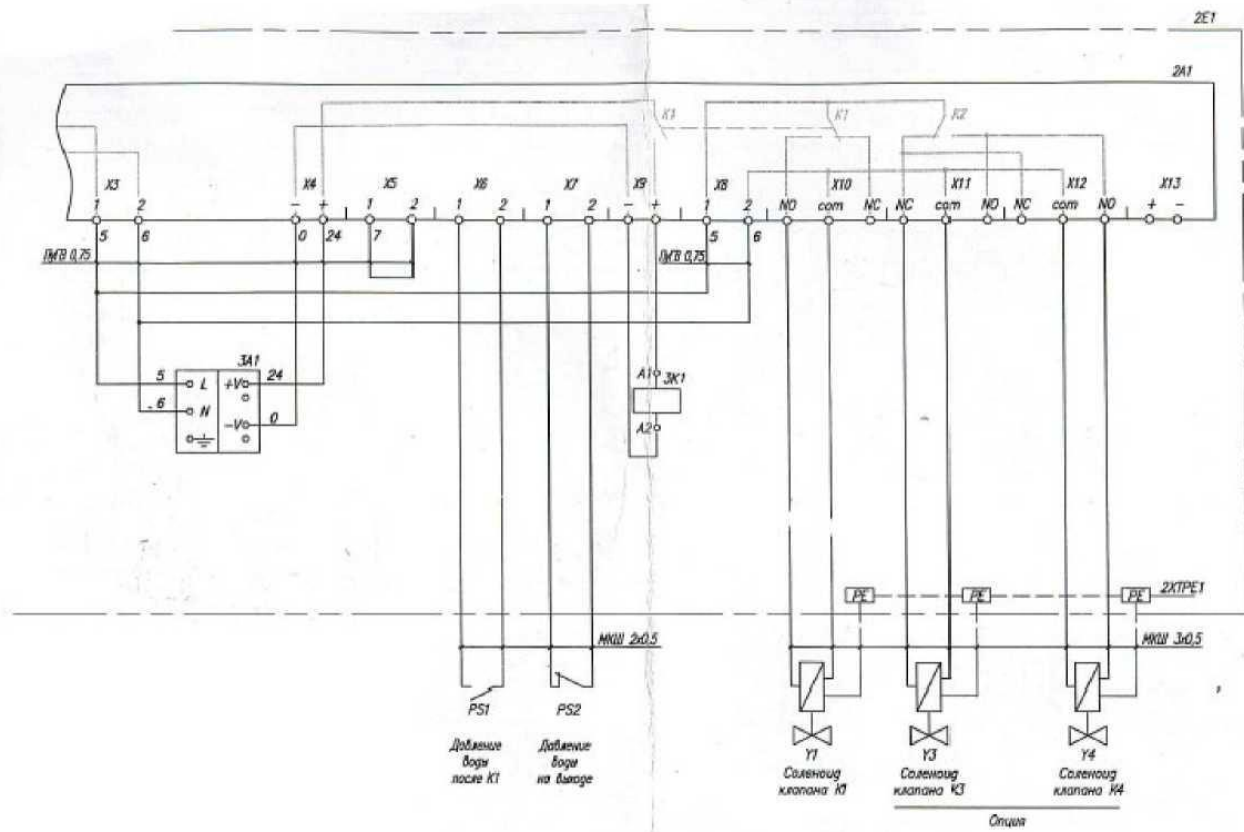 2E1
2A1
K1 K1 K2
X3 X4 X5 X6 X7 X9 X8 X10 X11 X12 X13
1 2 - + 1 2 1 2 1 2 - + 1 2 NO com NC NC com NO NC com NO + -
5 6 0 24 7 5 6
ПуГВ 0,75 ПуГВ 0,75
3A1
5 L +V 24
6 N -V 0
A1 3K1
A2
PE PE PE 2XTPE1
МКШ 2x0,5 МКШ 3x0,5
PS1 PS2
Давление воды после К1
Давление воды на выходе
Y1 Y3 Y4
Соленоид клапана К1
Соленоид клапана К3
Соленоид клапана К4
Опция